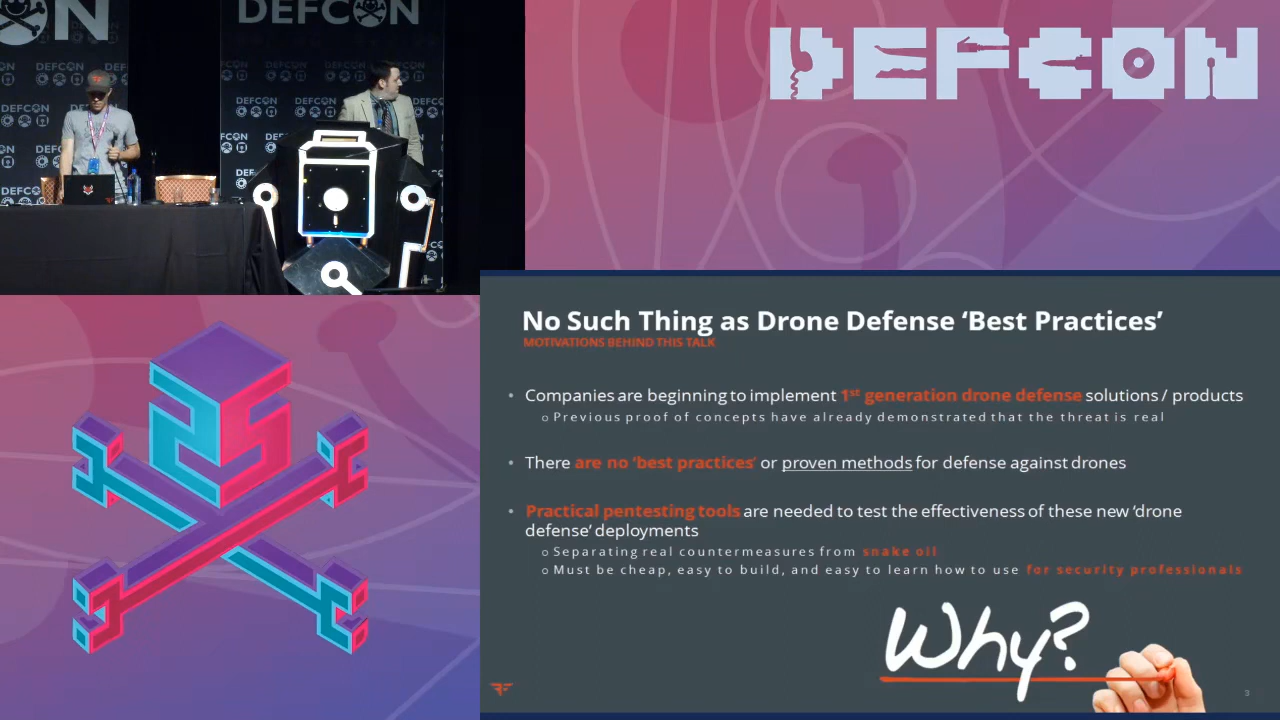 DEFCON
DEFCON
No Such Thing as Drone Defense ‘Best Practices’
MOTIVATIONS BEHIND THIS TALK
• Companies are beginning to implement 1st generation drone defense solutions / products
o Previous proof of concepts have already demonstrated that the threat is real
• There are no ‘best practices’ or proven methods for defense against drones
• Practical pentesting tools are needed to test the effectiveness of these new ‘drone
defense’ deployments
o Separating real countermeasures from snake oil
o Must be cheap, easy to build, and easy to learn how to use for security professionals
Why?
3